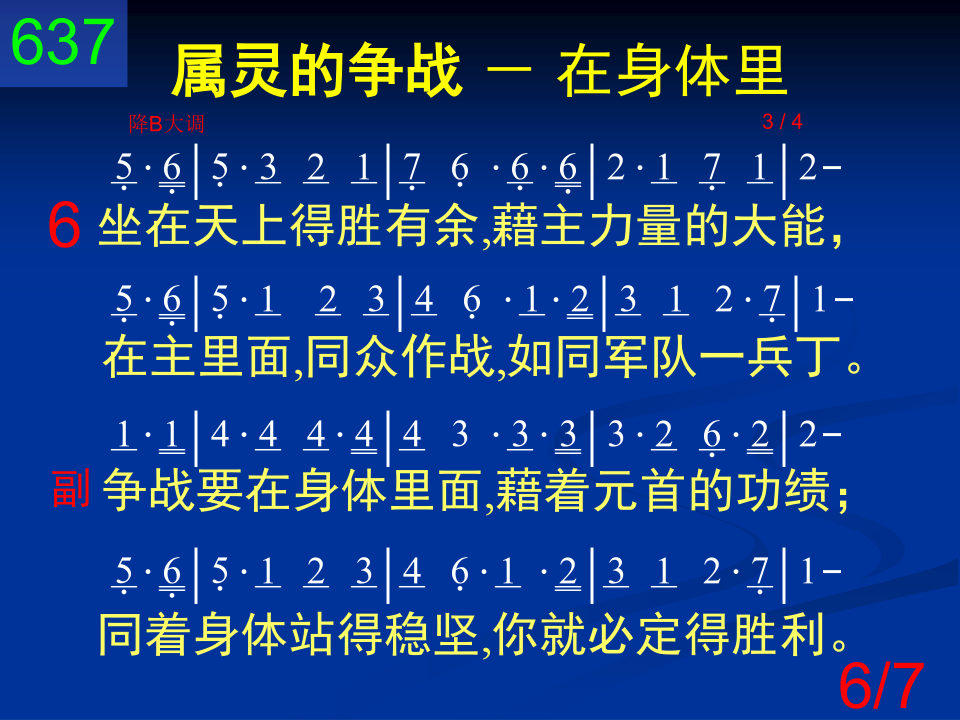 637
属灵的争战 － 在身体里
降B大调 3 / 4
5 · 6 | 5 · 3 2 1 | 7 6 · 6 · 6 | 2 · 1 7 1 | 2 –
6 坐在天上得胜有余,藉主力量的大能，
5 · 6 | 5 · 1 2 3 | 4 6 · 1 · 2 | 3 1 2 · 7 | 1 –
在主里面,同众作战,如同军队一兵丁。
1 · 1 | 4 · 4 4 · 4 | 4 3 · 3 · 3 | 3 · 2 6 · 2 | 2 –
副 争战要在身体里面,藉着元首的功绩；
5 · 6 | 5 · 1 2 3 | 4 6 · 1 · 2 | 3 1 2 · 7 | 1 –
同着身体站得稳坚,你就必定得胜利。
6/7